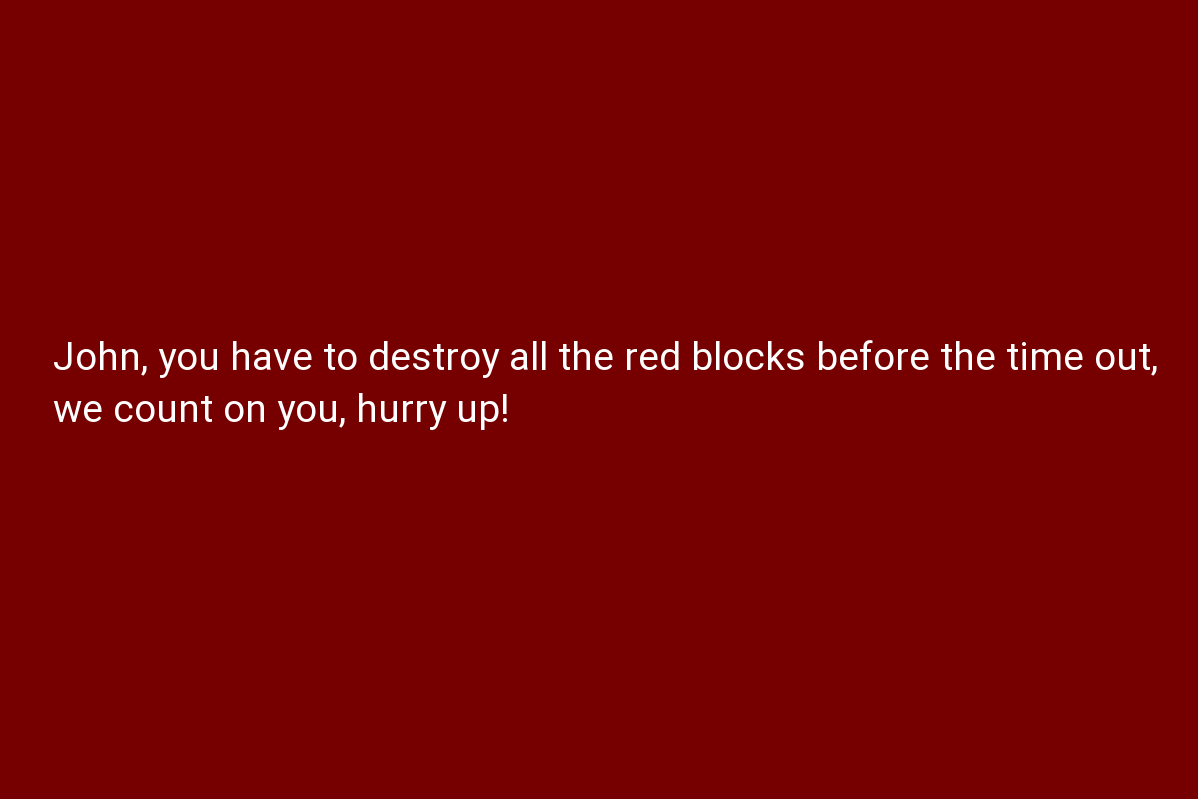 John, you have to destroy all the red blocks before the time out,
we count on you, hurry up!